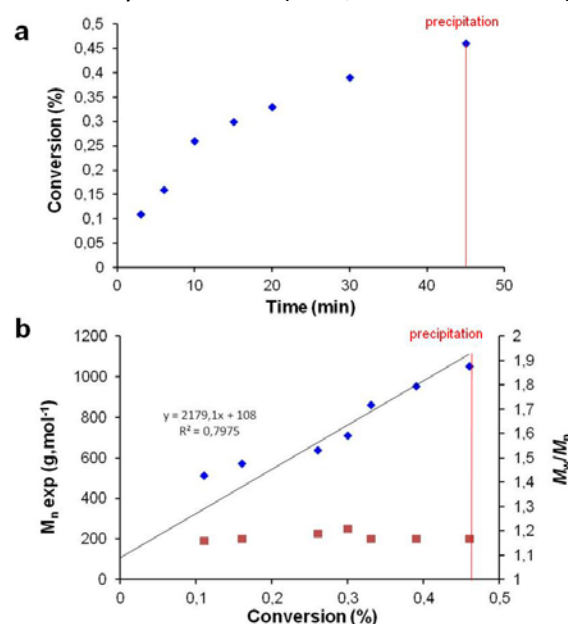 a
precipitation
0,5
0,45
0,4
0,35
0,3
0,25
0,2
0,15
0,1
0,05
0
Conversion (%)
0 10 20 30 40 50
Time (min)
b
precipitation
1200
1000
800
600
400
200
0
Mn exp (g,mol-1)
y = 2179,1x + 108
R² = 0,7975
2
1,9
1,8
1,7
1,6
1,5
1,4
1,3
1,2
1,1
1
Mw/Mn
0 0,1 0,2 0,3 0,4 0,5
Conversion (%)